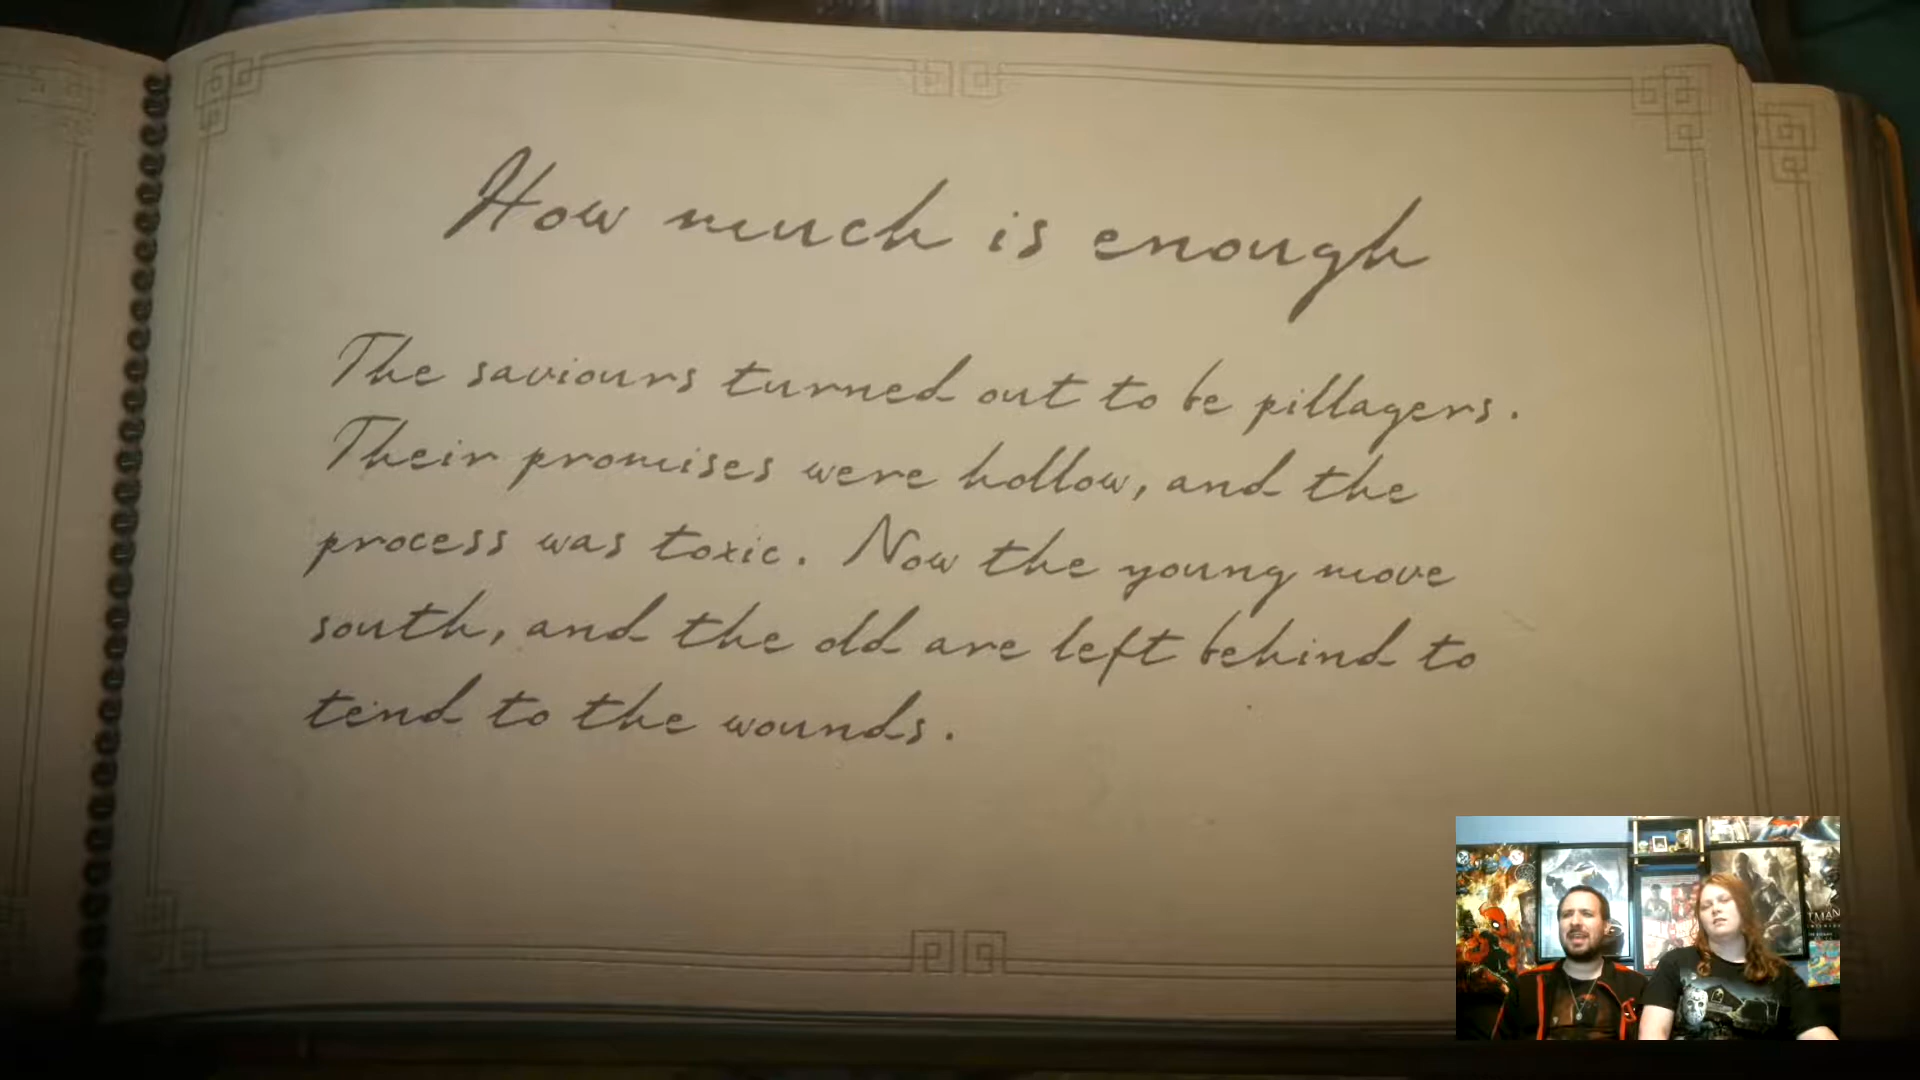 How much is enough
The saviours turned out to be pillagers.
Their promises were hollow, and the
process was toxic. Now the young move
south, and the old are left behind to
tend to the wounds.
TMAN